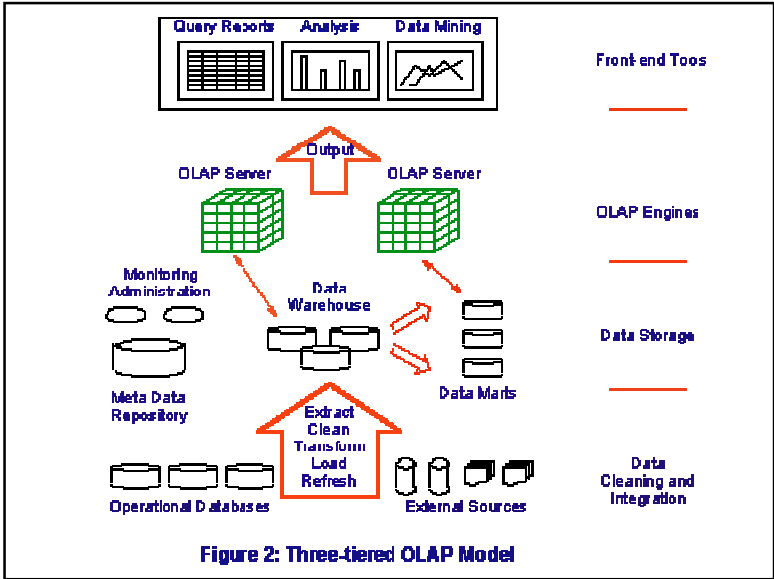 Query Reports
Analysis
Data Mining
Front-end Toos
Output
OLAP Server
OLAP Server
OLAP Engines
Monitoring
Administration
Data
Warehouse
Data Storage
Meta Data
Repository
Data Marts
Extract
Clean
Transform
Load
Refresh
Data
Cleaning and
Integration
Operational Databases
External Sources
Figure 2: Three-tiered OLAP Model